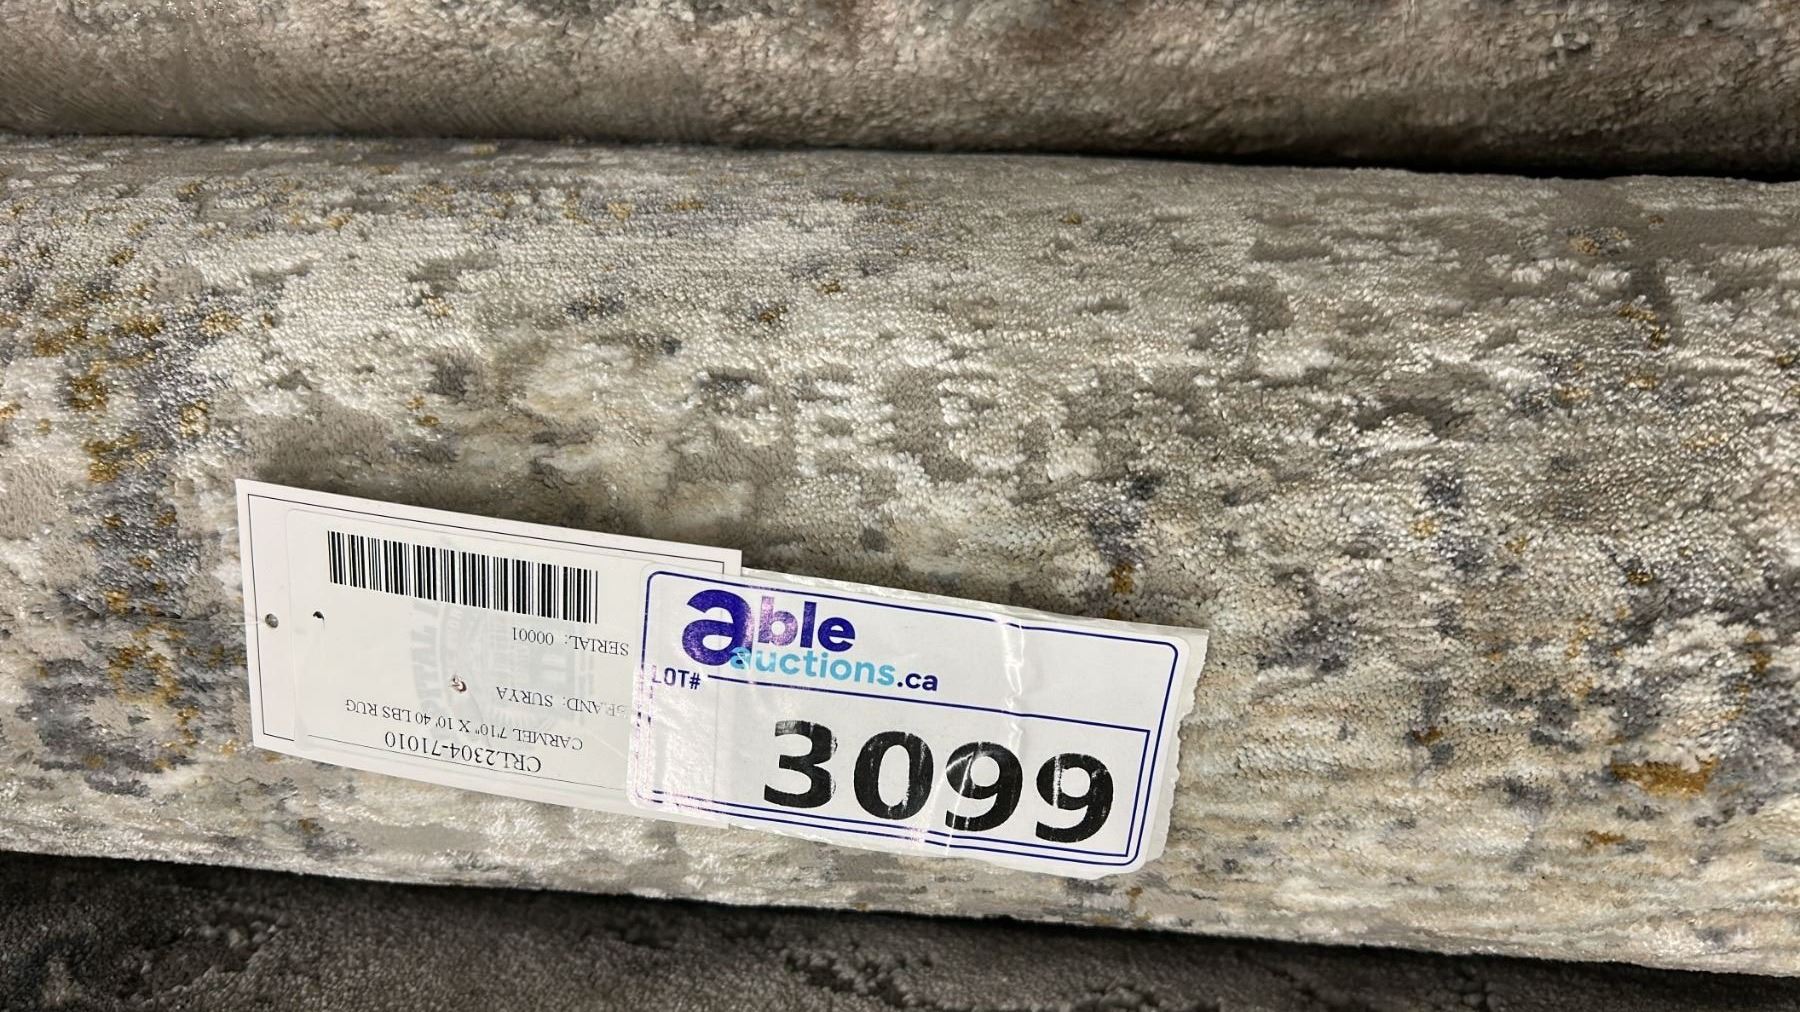 able
auctions.ca
LOT#
3099
CRL2304-71010
CARMEL 7'10" X 10' 40 LBS RUG
BRAND: SURYA
SERIAL: 00001